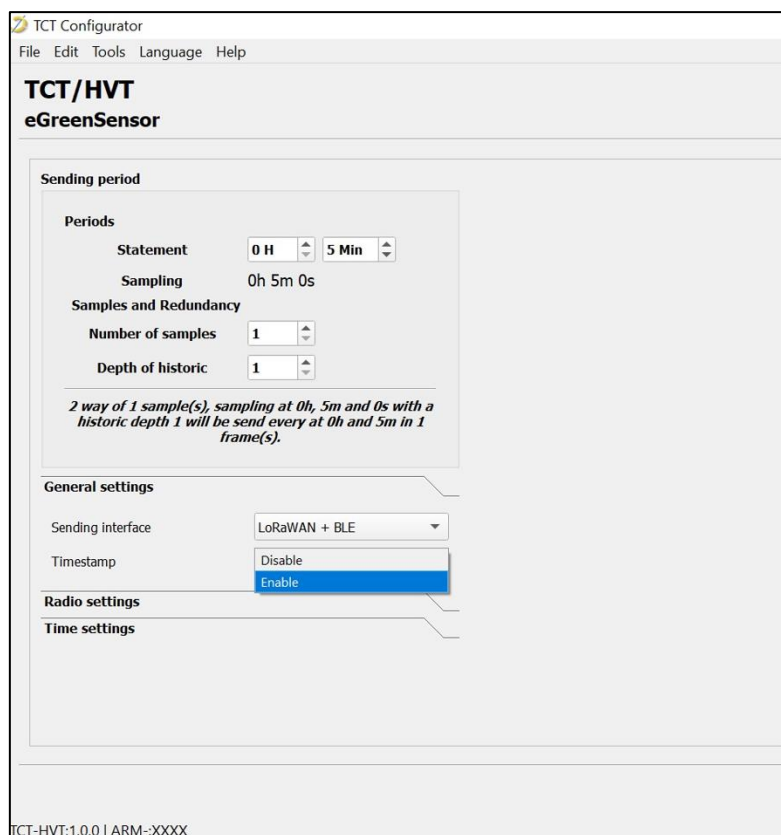 TCT Configurator
File Edit Tools Language Help
TCT/HVT
eGreenSensor
Sending period
Periods
Statement 0 H 5 Min
Sampling 0h 5m 0s
Samples and Redundancy
Number of samples 1
Depth of historic 1
2 way of 1 sample(s), sampling at 0h, 5m and 0s with a
historic depth 1 will be send every at 0h and 5m in 1
frame(s).
General settings
Sending interface LoRaWAN + BLE
Timestamp Disable
Enable
Radio settings
Time settings
TCT-HVT:1.0.0 | ARM-:XXXX